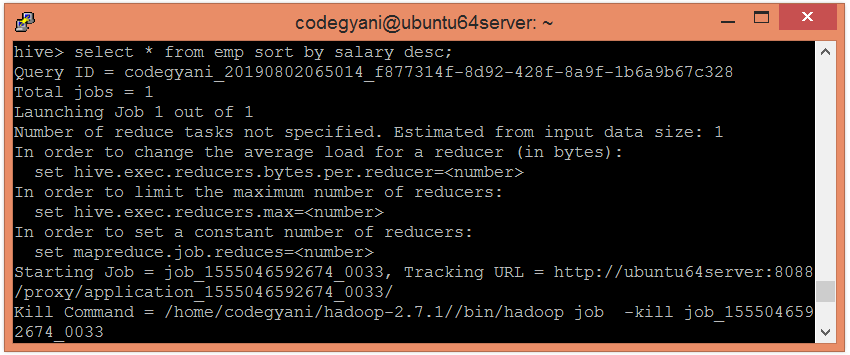 codegyani@ubuntu64server: ~
hive> select * from emp sort by salary desc;
Query ID = codegyani_20190802065014_f877314f-8d92-428f-8a9f-1b6a9b67c328
Total jobs = 1
Launching Job 1 out of 1
Number of reduce tasks not specified. Estimated from input data size: 1
In order to change the average load for a reducer (in bytes):
  set hive.exec.reducers.bytes.per.reducer=<number>
In order to limit the maximum number of reducers:
  set hive.exec.reducers.max=<number>
In order to set a constant number of reducers:
  set mapreduce.job.reduces=<number>
Starting Job = job_1555046592674_0033, Tracking URL = http://ubuntu64server:8088
/proxy/application_1555046592674_0033/
Kill Command = /home/codegyani/hadoop-2.7.1//bin/hadoop job  -kill job_155504659
2674_0033